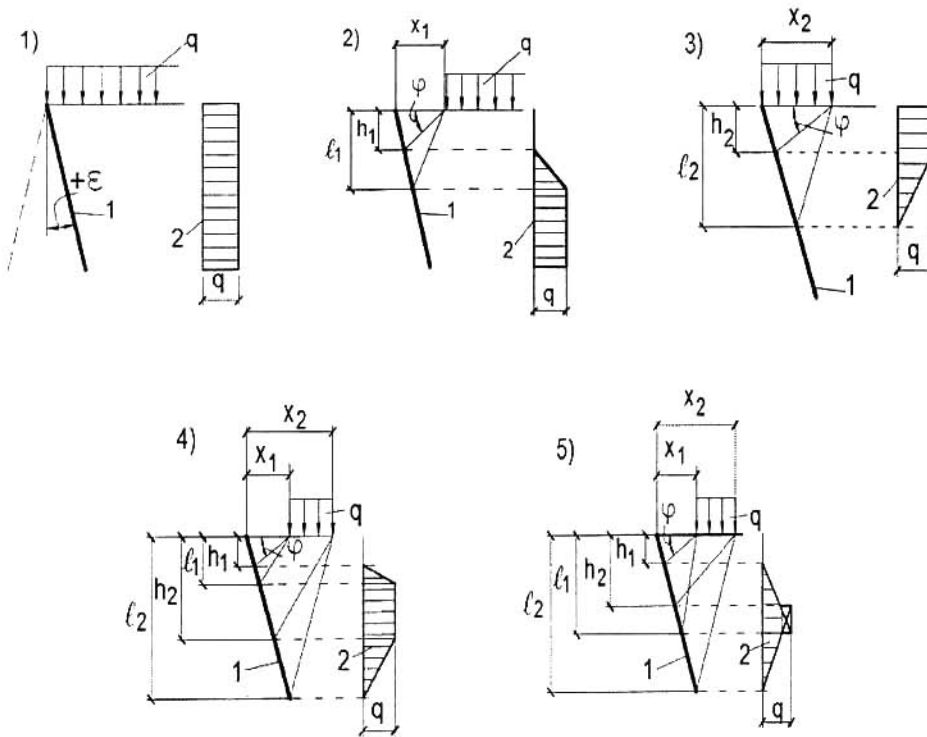 1)
q
+ε
1
2
q
2)
x₁
q
φ
h₁
ℓ₁
1
2
q
3)
x₂
q
φ
h₂
ℓ₂
2
1
q
4)
x₂
x₁
q
φ
h₁
ℓ₁
h₂
ℓ₂
1
2
q
5)
x₂
x₁
q
φ
h₁
h₂
ℓ₁
ℓ₂
1
2
q